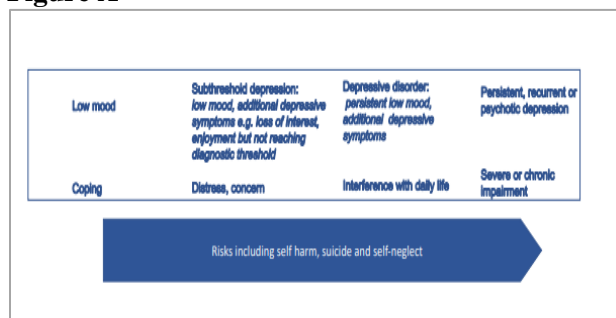 Low mood
Subthreshold depression:
low mood, additional depressive
symptoms e.g. loss of interest,
enjoyment but not reaching
diagnostic threshold
Depressive disorder:
persistent low mood,
additional depressive
symptoms
Persistent, recurrent or
psychotic depression
Coping
Distress, concern
Interference with daily life
Severe or chronic
impairment
Risks including self harm, suicide and self-neglect